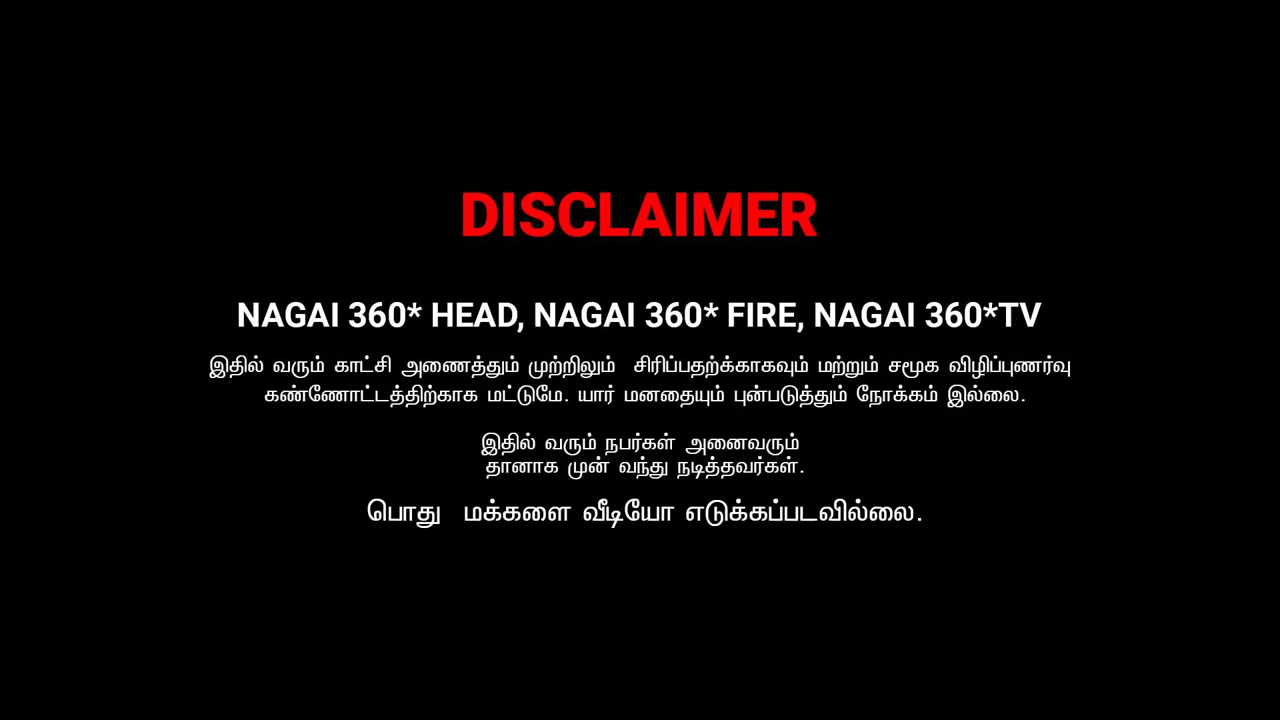 DISCLAIMER
NAGAI 360* HEAD, NAGAI 360* FIRE, NAGAI 360*TV
இதில் வரும் காட்சி அணைத்தும் முற்றிலும் சிரிப்பதற்க்காகவும் மற்றும் சமூக விழிப்புணர்வு
கண்ணோட்டத்திற்காக மட்டுமே. யார் மனதையும் புன்படுத்தும் நோக்கம் இல்லை.
இதில் வரும் நபர்கள் அனைவரும்
தானாக முன் வந்து நடித்தவர்கள்.
பொது மக்களை வீடியோ எடுக்கப்படவில்லை.